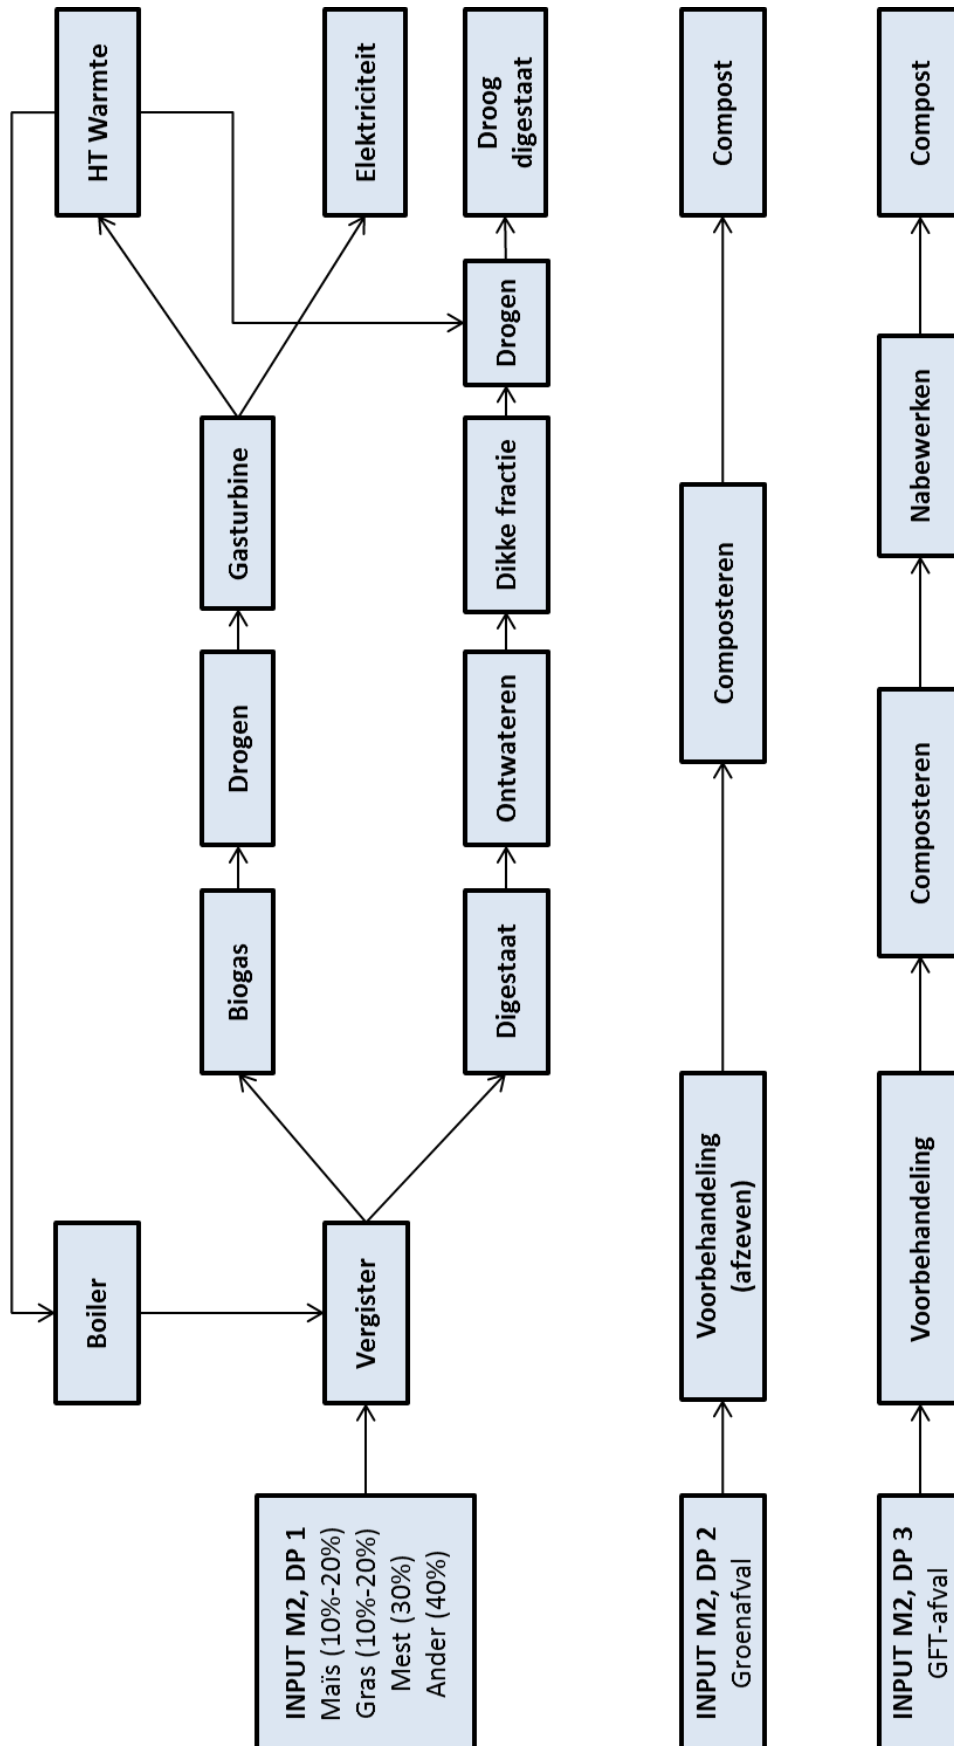 INPUT M2, DP 1
Maïs (10%-20%)
Gras (10%-20%)
Mest (30%)
Ander (40%)
Boiler
Vergister
Biogas
Drogen
Gasturbine
HT Warmte
Elektriciteit
Digestaat
Ontwateren
Dikke fractie
Drogen
Droog
digestaat
INPUT M2, DP 2
Groenafval
Voorbehandeling
(afzeven)
Composteren
Compost
INPUT M2, DP 3
GFT-afval
Voorbehandeling
Composteren
Nabewerken
Compost